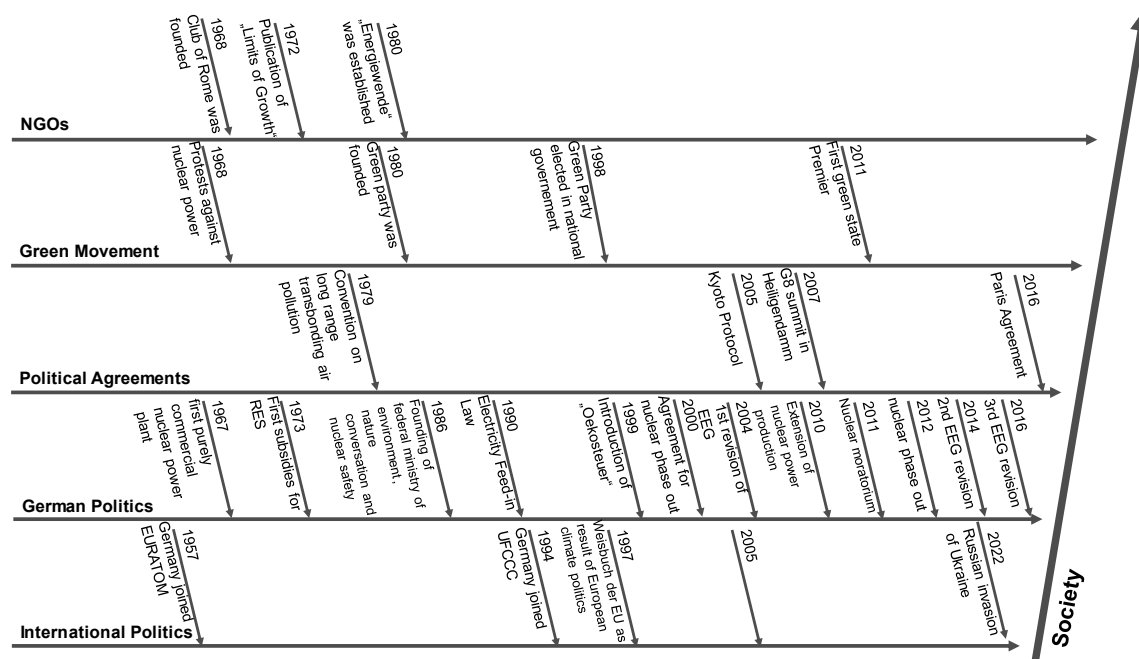 1968
Club of Rome was
founded
1972
Publication of
„Limits of Growth“
1980
„Energiewende“
was established
NGOs
1968
Protests against
nuclear power
1980
Green party was
founded
1998
Green Party
elected in national
governement
2011
First green state
Premier
Green Movement
1979
Convention on
long range
transbonding air
pollution
2005
Kyoto Protocol
2007
G8 summit in
Heiligendamm
2016
Paris Agreement
Political Agreements
1967
first purely
commercial
nuclear power
plant
1973
First subsidies for
RES
1986
Founding of
federal ministry of
environment,
nature
conversation and
nuclear safety
1990
Electricity Feed-in
Law
1999
Introduction of
„Oekosteuer“
2000
Agreement for
nuclear phase out
2004
1st revision of
EEG
2010
Extension of
nuclear power
production
2011
Nuclear moratorium
2012
nuclear phase out
2014
2nd EEG revision
2016
3rd EEG revision
German Politics
1957
Germany joined
EURATOM
1994
Germany joined
UFCCC
1997
Weisbuch der EU as
result of European
climate politics
2005
2022
Russian invasion
of Ukraine
International Politics
Society